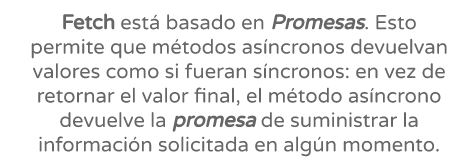 Fetch está basado en Promesas. Esto
permite que métodos asíncronos devuelvan
valores como si fueran síncronos: en vez de
retornar el valor final, el método asíncrono
devuelve la promesa de suministrar la
información solicitada en algún momento.